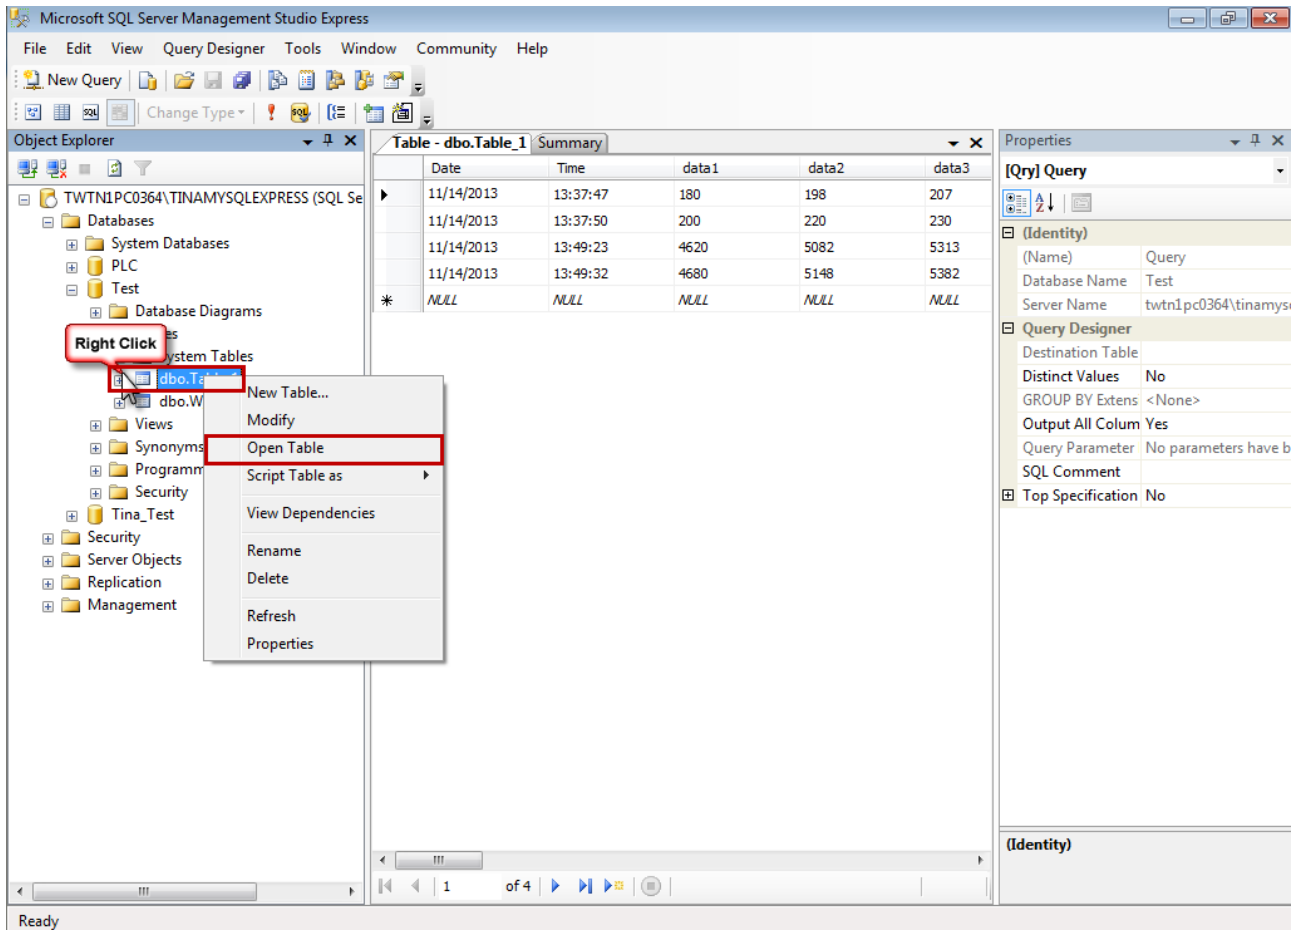 Microsoft SQL Server Management Studio Express
File Edit View Query Designer Tools Window Community Help
New Query
Change Type
Object Explorer
TWTN1PC0364\TINAMYSQLEXPRESS (SQL Se
Databases
System Databases
PLC
Test
Database Diagrams
es
Right Click
ystem Tables
dbo.Ta
dbo.W
Views
Synonyms
Programm
Security
Tina_Test
Security
Server Objects
Replication
Management
New Table...
Modify
Open Table
Script Table as
View Dependencies
Rename
Delete
Refresh
Properties
Table - dbo.Table_1 Summary
Date Time data1 data2 data3
11/14/2013 13:37:47 180 198 207
11/14/2013 13:37:50 200 220 230
11/14/2013 13:49:23 4620 5082 5313
11/14/2013 13:49:32 4680 5148 5382
NULL NULL NULL NULL NULL
1 of 4
Properties
[Qry] Query
(Identity)
(Name) Query
Database Name Test
Server Name twtn1pc0364\tinamys
Query Designer
Destination Table
Distinct Values No
GROUP BY Extens <None>
Output All Colum Yes
Query Parameter No parameters have b
SQL Comment
Top Specification No
(Identity)
Ready